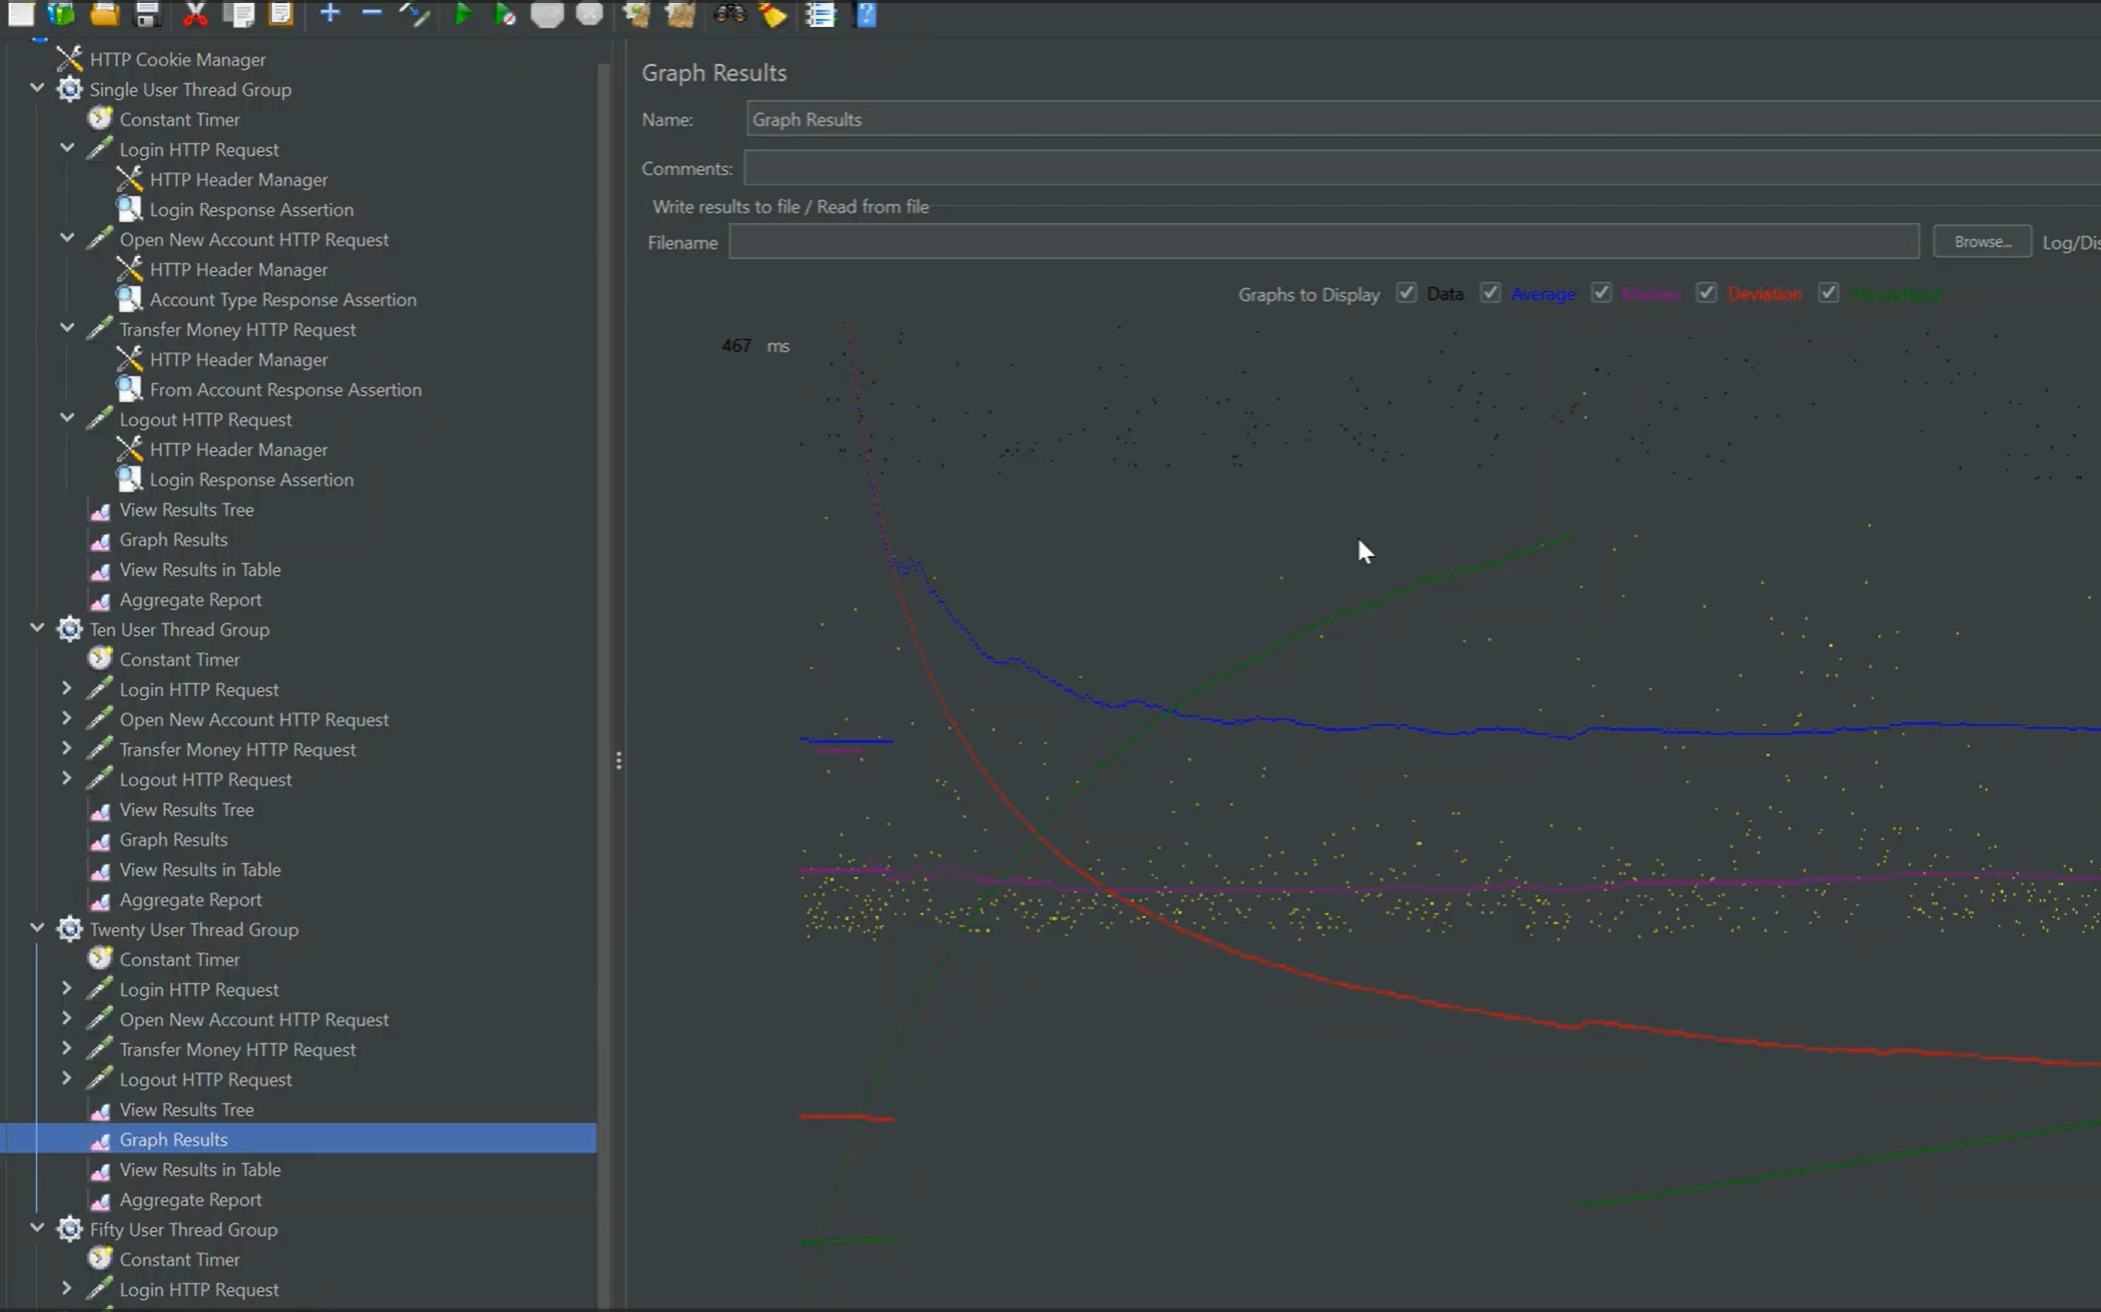 HTTP Cookie Manager
Single User Thread Group
Constant Timer
Login HTTP Request
HTTP Header Manager
Login Response Assertion
Open New Account HTTP Request
HTTP Header Manager
Account Type Response Assertion
Transfer Money HTTP Request
HTTP Header Manager
From Account Response Assertion
Logout HTTP Request
HTTP Header Manager
Login Response Assertion
View Results Tree
Graph Results
View Results in Table
Aggregate Report
Ten User Thread Group
Constant Timer
Login HTTP Request
Open New Account HTTP Request
Transfer Money HTTP Request
Logout HTTP Request
View Results Tree
Graph Results
View Results in Table
Aggregate Report
Twenty User Thread Group
Constant Timer
Login HTTP Request
Open New Account HTTP Request
Transfer Money HTTP Request
Logout HTTP Request
View Results Tree
Graph Results
View Results in Table
Aggregate Report
Fifty User Thread Group
Constant Timer
Login HTTP Request
Graph Results
Name: Graph Results
Comments:
Write results to file / Read from file
Filename Browse... Log/Dis
Graphs to Display Data Average Median Deviation Throughput
467 ms